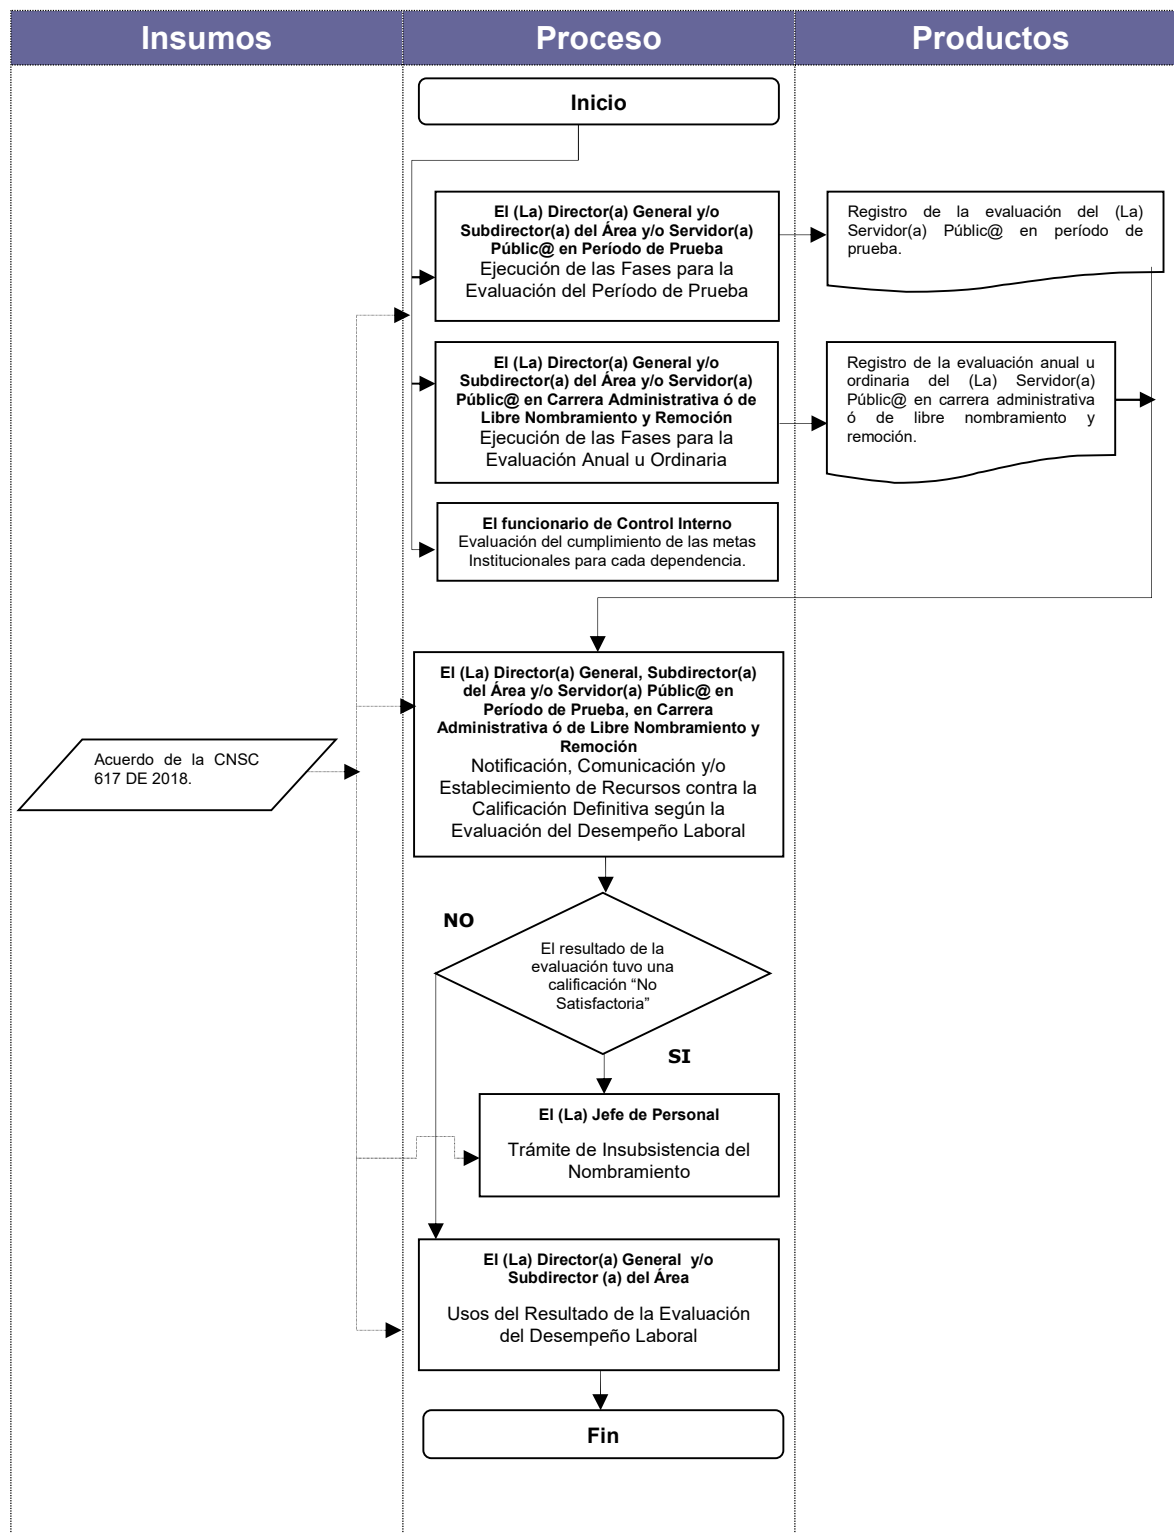 Insumos
Proceso
Productos
Inicio
El (La) Director(a) General y/o
Subdirector(a) del Área y/o Servidor(a)
Públic@ en Período de Prueba
Ejecución de las Fases para la
Evaluación del Período de Prueba
Registro de la evaluación del (La)
Servidor(a) Públic@ en período de
prueba.
El (La) Director(a) General y/o
Subdirector(a) del Área y/o Servidor(a)
Públic@ en Carrera Administrativa ó de
Libre Nombramiento y Remoción
Ejecución de las Fases para la
Evaluación Anual u Ordinaria
Registro de la evaluación anual u
ordinaria del (La) Servidor(a)
Públic@ en carrera administrativa
ó de libre nombramiento y
remoción.
El funcionario de Control Interno
Evaluación del cumplimiento de las metas
Institucionales para cada dependencia.
El (La) Director(a) General, Subdirector(a)
del Área y/o Servidor(a) Públic@ en
Período de Prueba, en Carrera
Administrativa ó de Libre Nombramiento y
Remoción
Notificación, Comunicación y/o
Establecimiento de Recursos contra la
Calificación Definitiva según la
Evaluación del Desempeño Laboral
Acuerdo de la CNSC
617 DE 2018.
NO
El resultado de la
evaluación tuvo una
calificación “No
Satisfactoria”
SI
El (La) Jefe de Personal
Trámite de Insubsistencia del
Nombramiento
El (La) Director(a) General y/o
Subdirector (a) del Área
Usos del Resultado de la Evaluación
del Desempeño Laboral
Fin